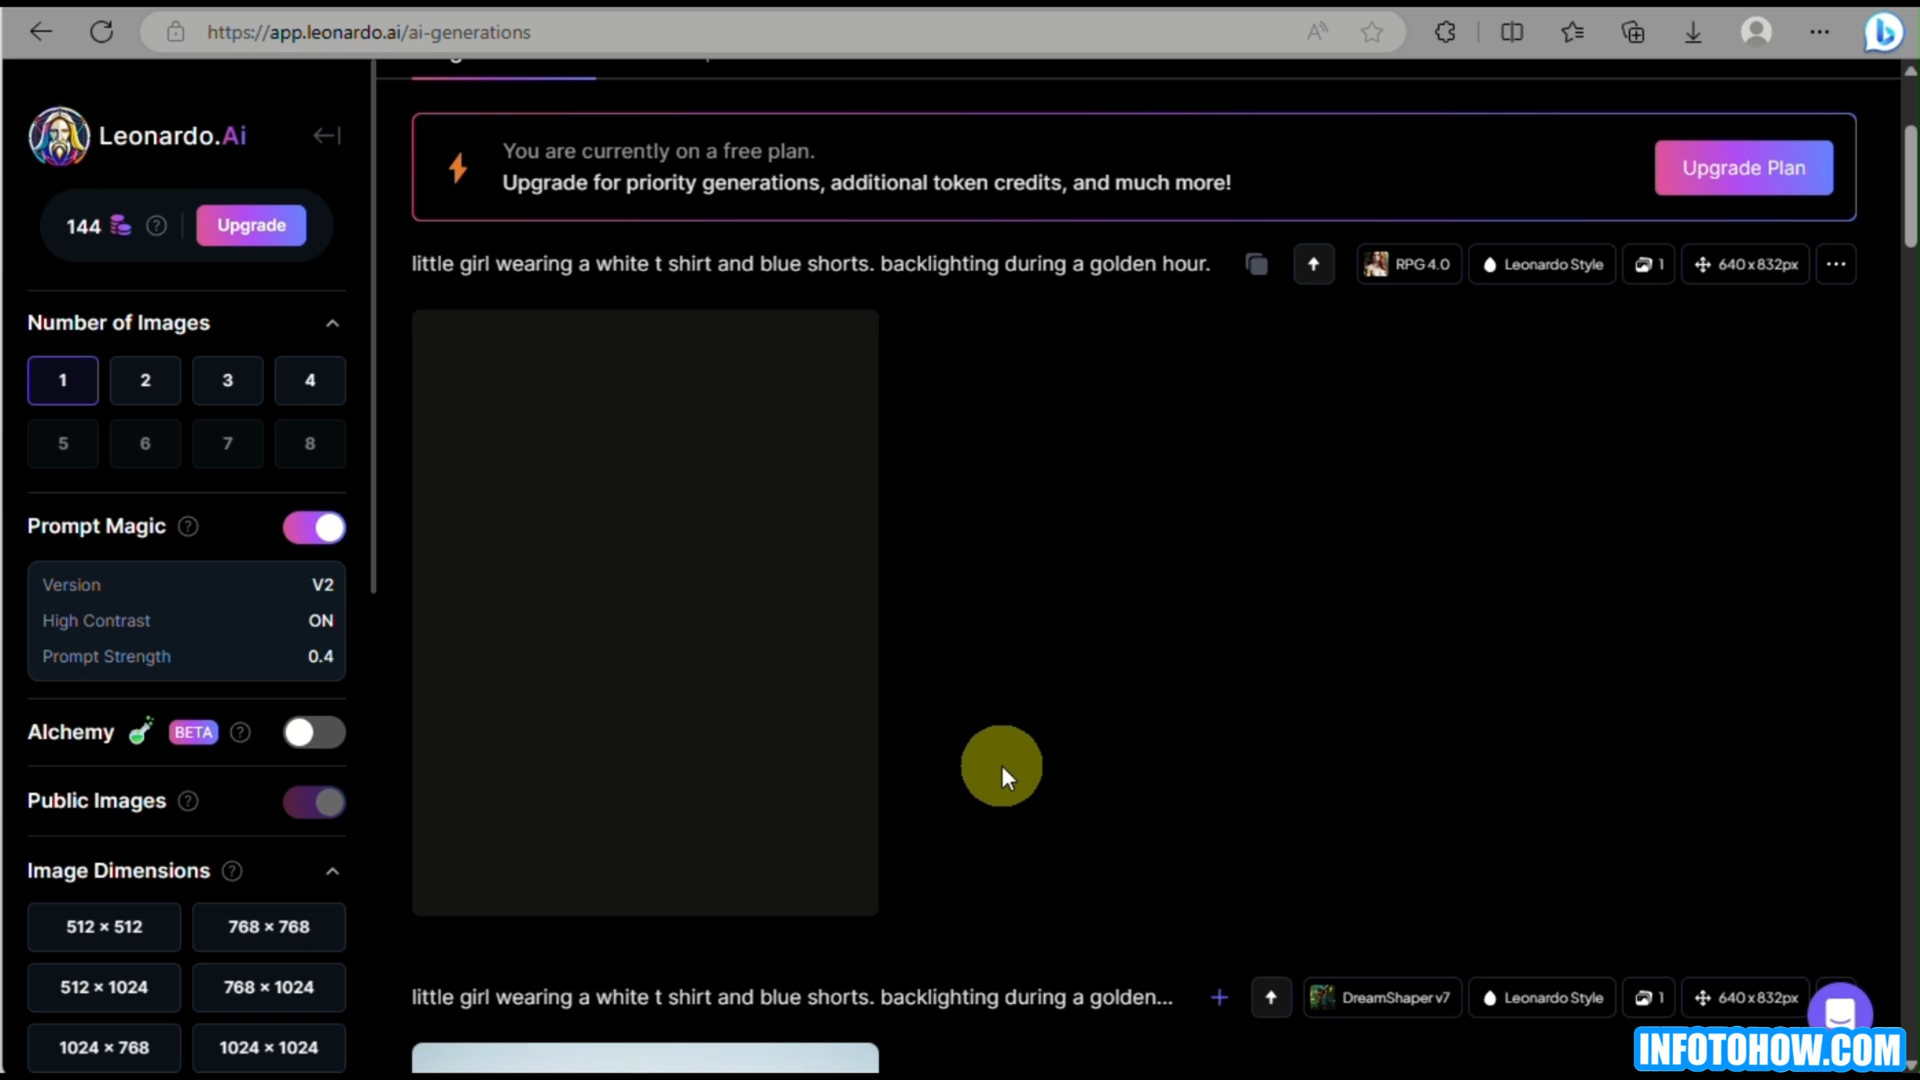 https://app.leonardo.ai/ai-generations
Leonardo.Ai
144
Upgrade
Number of Images
1
2
3
4
5
6
7
8
Prompt Magic
Version V2
High Contrast ON
Prompt Strength 0.4
Alchemy BETA
Public Images
Image Dimensions
512 × 512
768 × 768
512 × 1024
768 × 1024
1024 × 768
1024 × 1024
You are currently on a free plan.
Upgrade for priority generations, additional token credits, and much more!
Upgrade Plan
little girl wearing a white t shirt and blue shorts. backlighting during a golden hour.
RPG 4.0
Leonardo Style
1
640 x 832px
little girl wearing a white t shirt and blue shorts. backlighting during a golden...
DreamShaper v7
Leonardo Style
1
640 x 832px
INFOTOHOW.COM